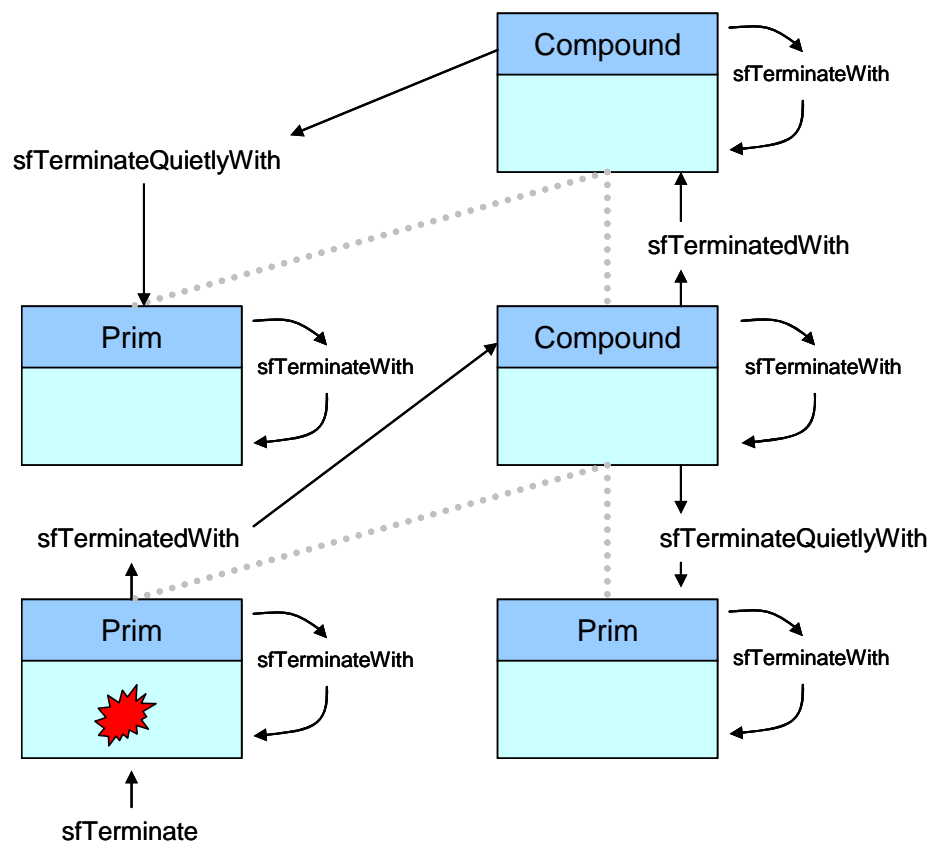 Compound
sfTerminateWith
sfTerminateQuietlyWith
sfTerminatedWith
Prim
sfTerminateWith
Compound
sfTerminateWith
sfTerminatedWith
sfTerminateQuietlyWith
Prim
sfTerminateWith
Prim
sfTerminateWith
sfTerminate